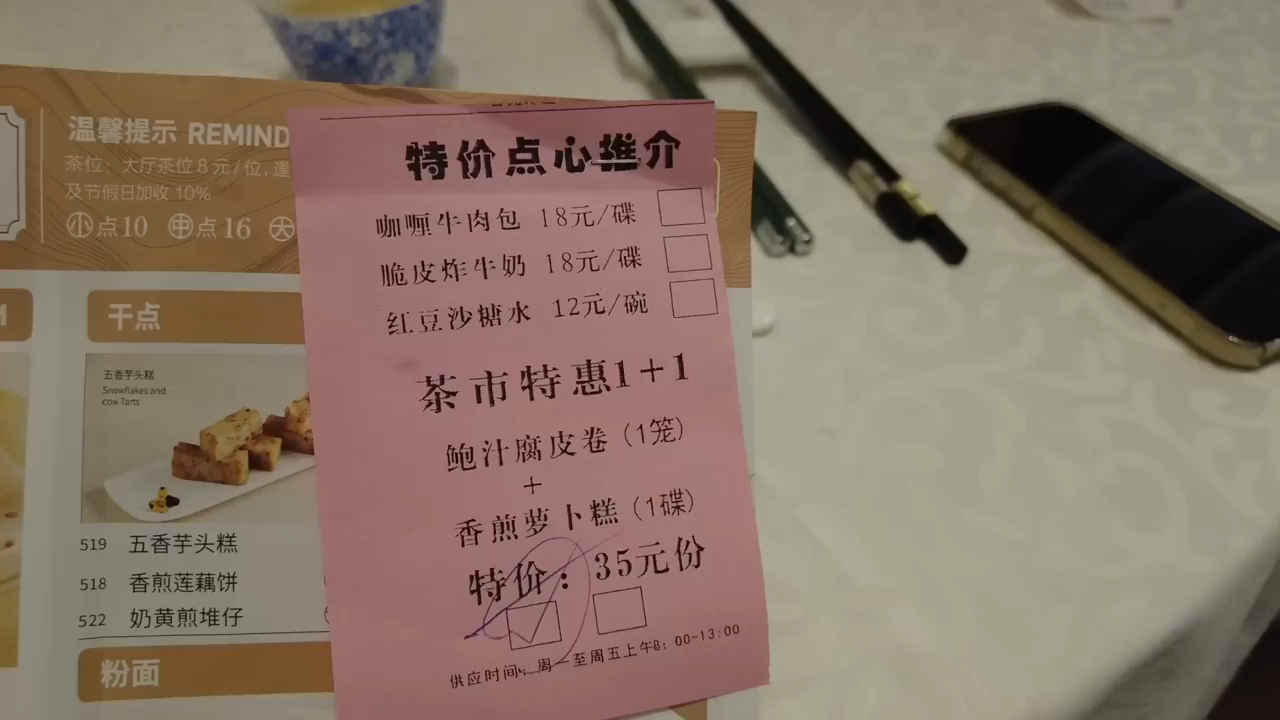 温馨提示 REMIND
茶位：大厅茶位8元/位，逢
及节假日加收 10%
小点10 中点16 大
干点
五香芋头糕
Snowflakes and
cow Tarts
519 五香芋头糕
518 香煎莲藕饼
522 奶黄煎堆仔
粉面
特价点心推介
咖喱牛肉包 18元/碟
脆皮炸牛奶 18元/碟
红豆沙糖水 12元/碗
茶市特惠1+1
鲍汁腐皮卷（1笼）
+
香煎萝卜糕（1碟）
特价：35元份
供应时间：周一至周五上午8：00-13:00